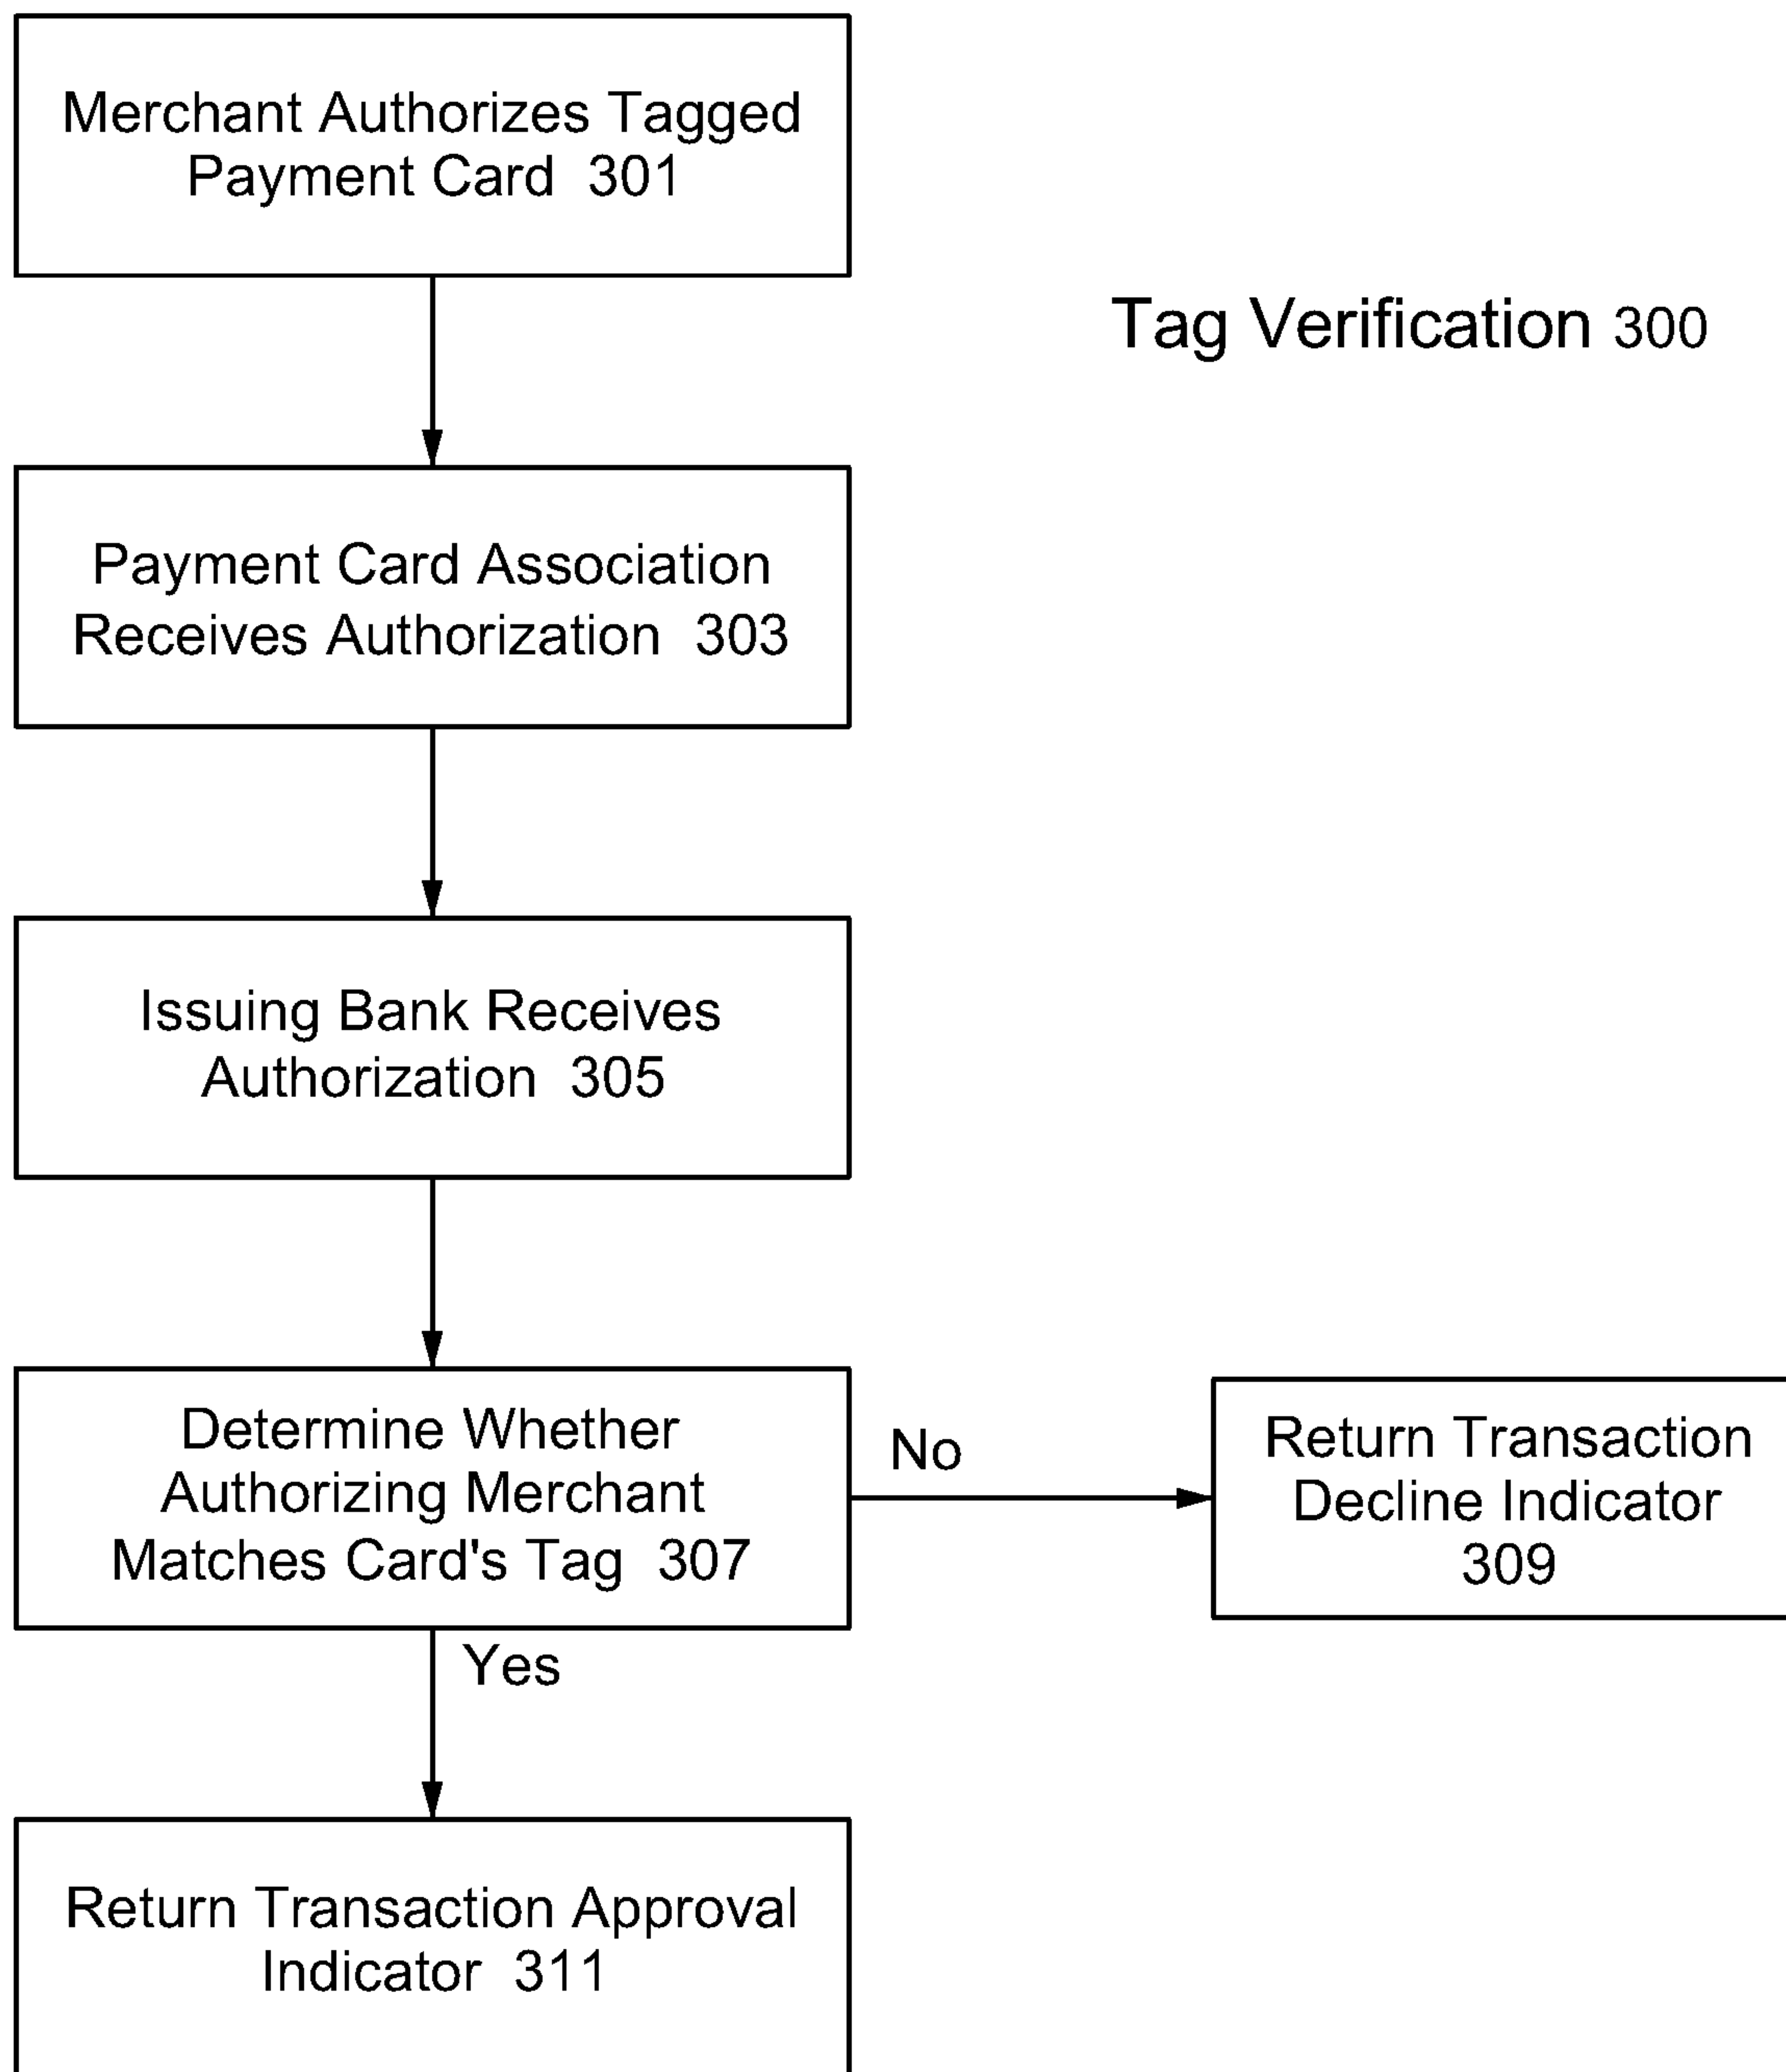 Merchant Authorizes Tagged
Payment Card 301
Tag Verification 300
Payment Card Association
Receives Authorization 303
Issuing Bank Receives
Authorization 305
Determine Whether
Authorizing Merchant
Matches Card's Tag 307
No
Return Transaction
Decline Indicator
309
Yes
Return Transaction Approval
Indicator 311